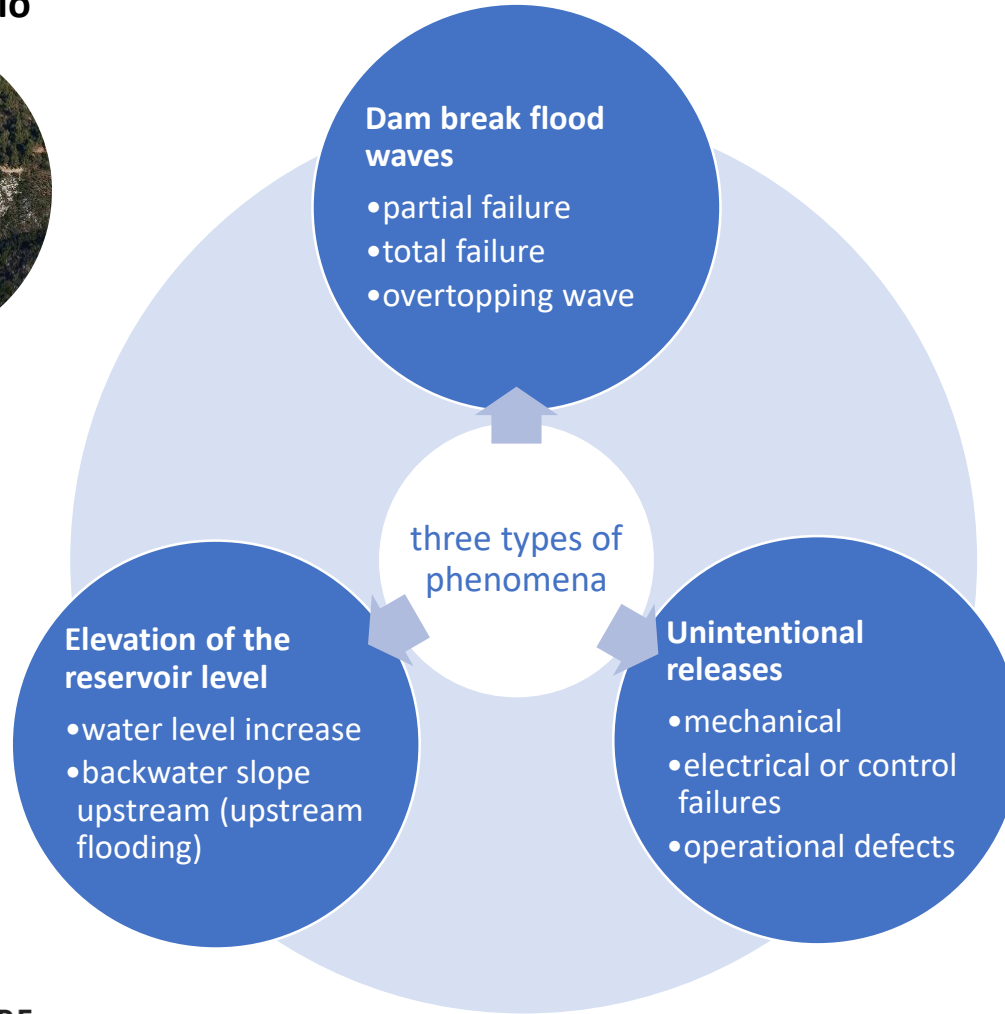 Dam break flood
waves
•partial failure
•total failure
•overtopping wave
three types of
phenomena
Elevation of the
reservoir level
•water level increase
•backwater slope
upstream (upstream
flooding)
Unintentional
releases
•mechanical
•electrical or control
failures
•operational defects